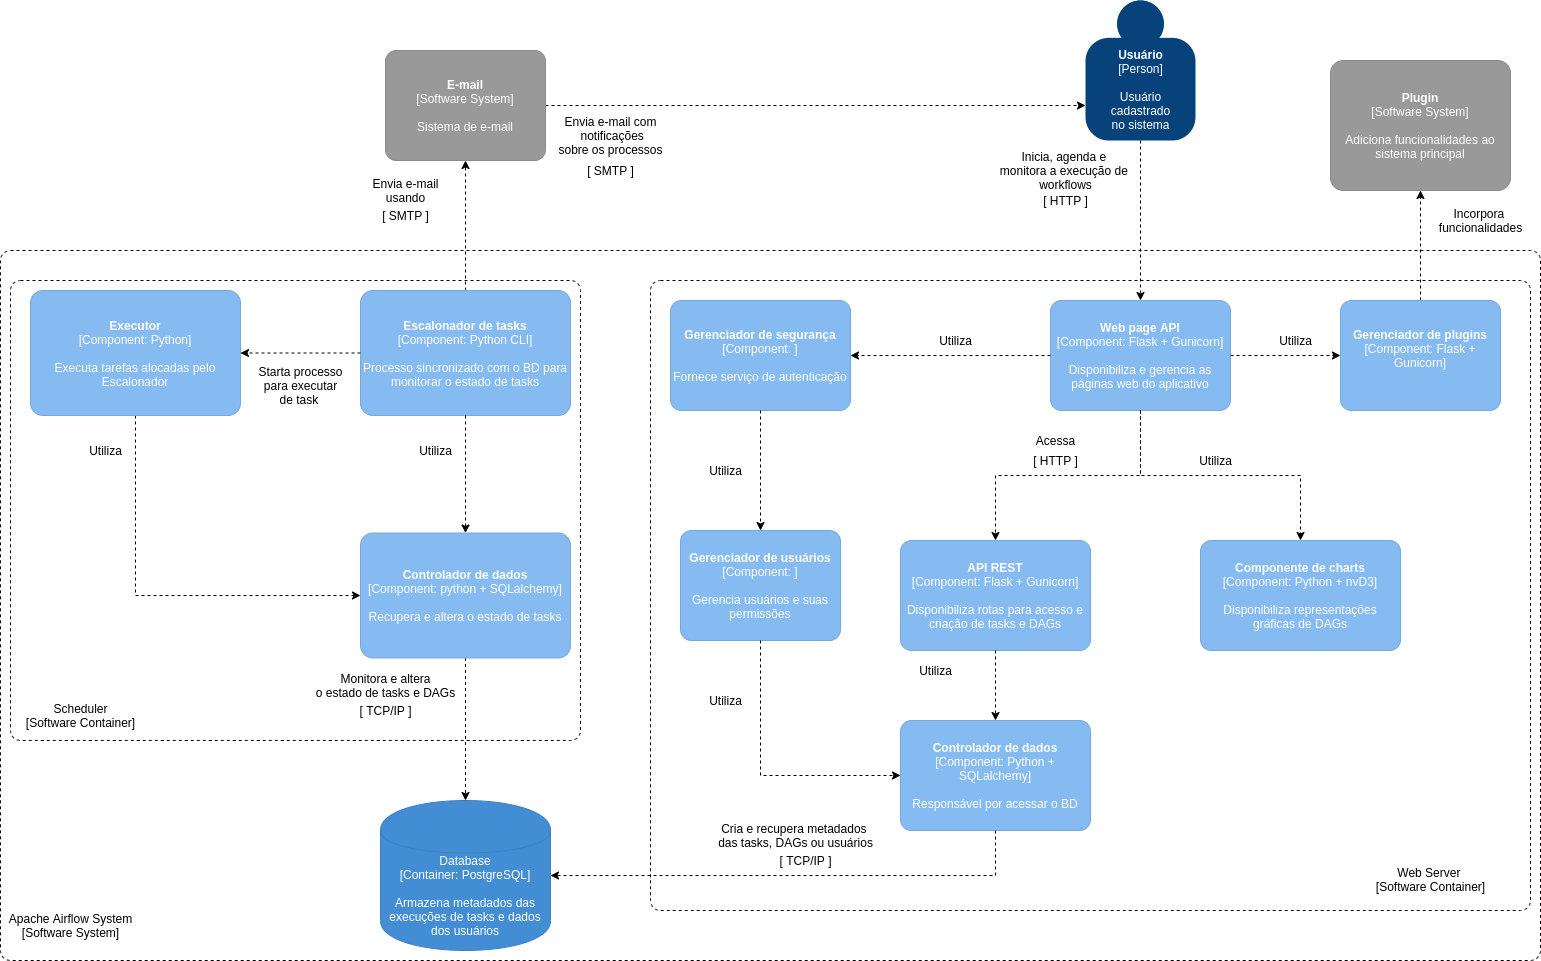 E-mail
[Software System]
Sistema de e-mail
Usuário
[Person]
Usuário
cadastrado
no sistema
Plugin
[Software System]
Adiciona funcionalidades ao
sistema principal
Envia e-mail com
notificações
sobre os processos
[ SMTP ]
Envia e-mail
usando
[ SMTP ]
Inicia, agenda e
monitora a execução de
workflows
[ HTTP ]
Incorpora
funcionalidades
Executor
[Component: Python]
Executa tarefas alocadas pelo
Escalonador
Escalonador de tasks
[Component: Python CLI]
Processo sincronizado com o BD para
monitorar o estado de tasks
Starta processo
para executar
de task
Utiliza
Utiliza
Controlador de dados
[Component: python + SQLalchemy]
Recupera e altera o estado de tasks
Monitora e altera
o estado de tasks e DAGs
[ TCP/IP ]
Scheduler
[Software Container]
Gerenciador de segurança
[Component: ]
Fornece serviço de autenticação
Utiliza
Web page API
[Component: Flask + Gunicorn]
Disponibiliza e gerencia as
páginas web do aplicativo
Utiliza
Gerenciador de plugins
[Component: Flask +
Gunicorn]
Utiliza
Acessa
[ HTTP ]
Utiliza
Gerenciador de usuários
[Component: ]
Gerencia usuários e suas
permissões
API REST
[Component: Flask + Gunicorn]
Disponibiliza rotas para acesso e
criação de tasks e DAGs
Componente de charts
[Component: Python + nvD3]
Disponibiliza representações
gráficas de DAGs
Utiliza
Utiliza
Controlador de dados
[Component: Python +
SQLalchemy]
Responsável por acessar o BD
Cria e recupera metadados
das tasks, DAGs ou usuários
[ TCP/IP ]
Web Server
[Software Container]
Database
[Container: PostgreSQL]
Armazena metadados das
execuções de tasks e dados
dos usuários
Apache Airflow System
[Software System]